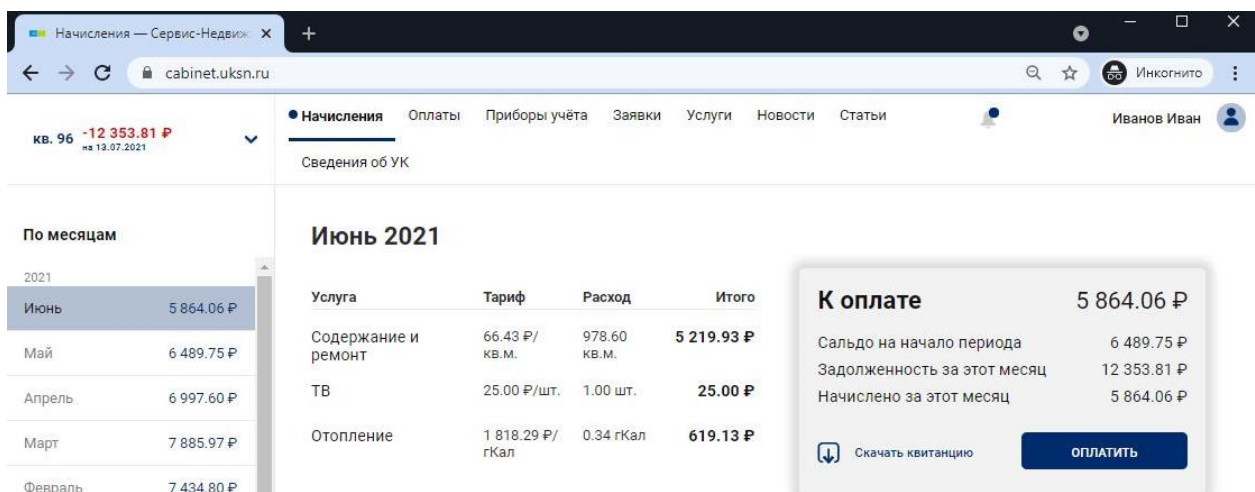 Начисления — Сервис-Недвиж
cabinet.uksn.ru
Инкогнито
кв. 96 -12 353.81 ₽
на 13.07.2021
Начисления Оплаты Приборы учёта Заявки Услуги Новости Статьи
Иванов Иван
Сведения об УК
По месяцам
2021
Июнь 5 864.06 ₽
Май 6 489.75 ₽
Апрель 6 997.60 ₽
Март 7 885.97 ₽
Февраль 7 434.80 ₽
Июнь 2021
Услуга Тариф Расход Итого
Содержание и ремонт 66.43 ₽/кв.м. 978.60 кв.м. 5 219.93 ₽
ТВ 25.00 ₽/шт. 1.00 шт. 25.00 ₽
Отопление 1 818.29 ₽/гКал 0.34 гКал 619.13 ₽
К оплате 5 864.06 ₽
Сальдо на начало периода 6 489.75 ₽
Задолженность за этот месяц 12 353.81 ₽
Начислено за этот месяц 5 864.06 ₽
Скачать квитанцию
ОПЛАТИТЬ